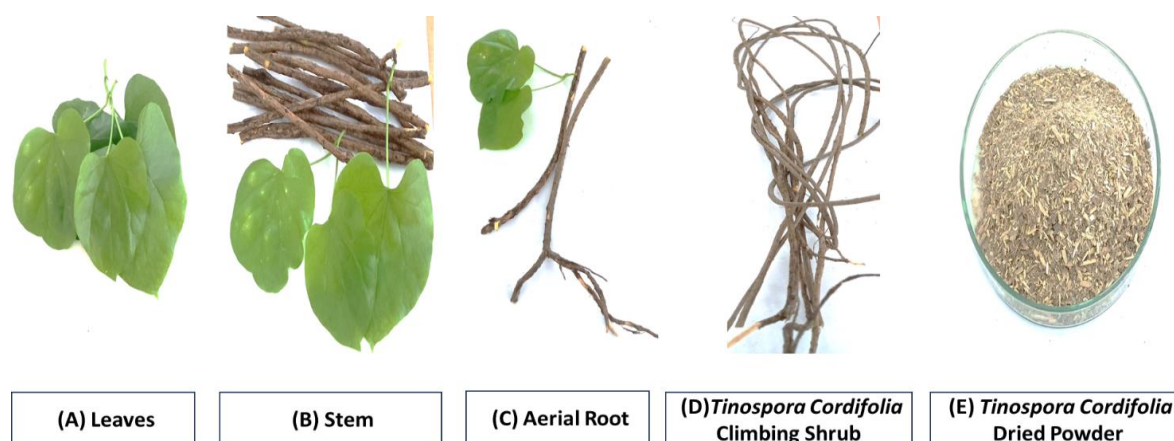 (A) Leaves
(B) Stem
(C) Aerial Root
(D)Tinospora Cordifolia
Climbing Shrub
(E) Tinospora Cordifolia
Dried Powder